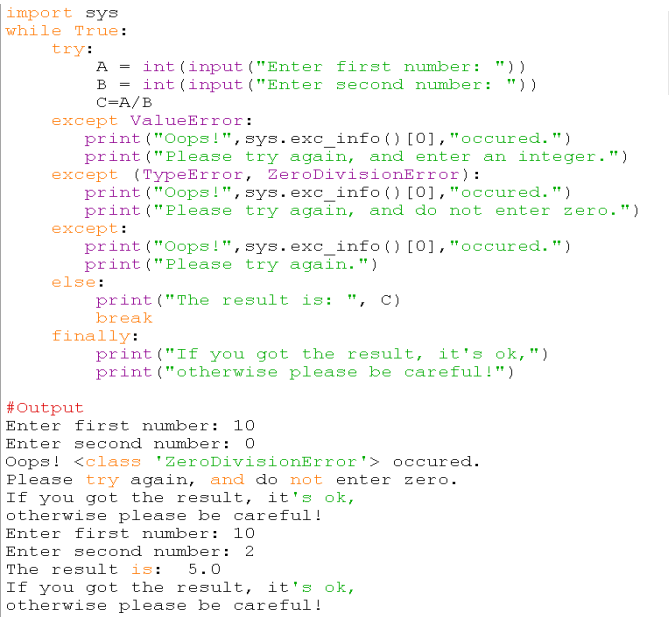 import sys
while True:
    try:
        A = int(input("Enter first number: "))
        B = int(input("Enter second number: "))
        C=A/B
    except ValueError:
       print("Oops!",sys.exc_info()[0],"occured.")
       print("Please try again, and enter an integer.")
    except (TypeError, ZeroDivisionError):
       print("Oops!",sys.exc_info()[0],"occured.")
       print("Please try again, and do not enter zero.")
    except:
       print("Oops!",sys.exc_info()[0],"occured.")
       print("Please try again.")
    else:
        print("The result is: ", C)
        break
    finally:
        print("If you got the result, it's ok,")
        print("otherwise please be careful!")

#Output
Enter first number: 10
Enter second number: 0
Oops! <class 'ZeroDivisionError'> occured.
Please try again, and do not enter zero.
If you got the result, it's ok,
otherwise please be careful!
Enter first number: 10
Enter second number: 2
The result is:  5.0
If you got the result, it's ok,
otherwise please be careful!